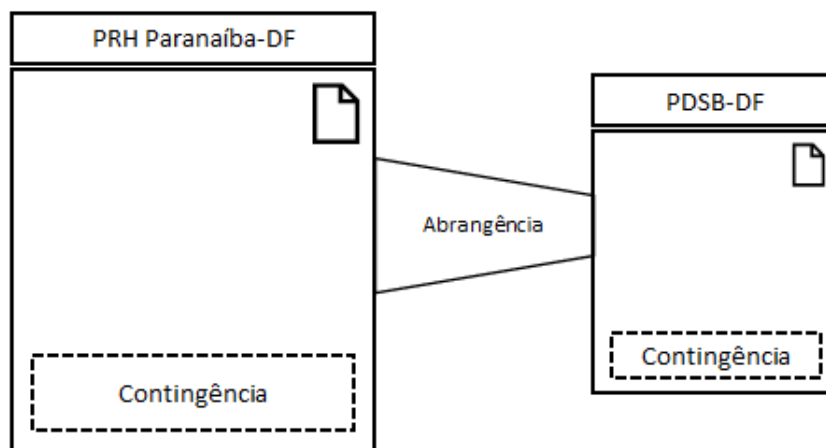 PRH Paranaíba-DF
PDSB-DF
Abrangência
Contingência
Contingência